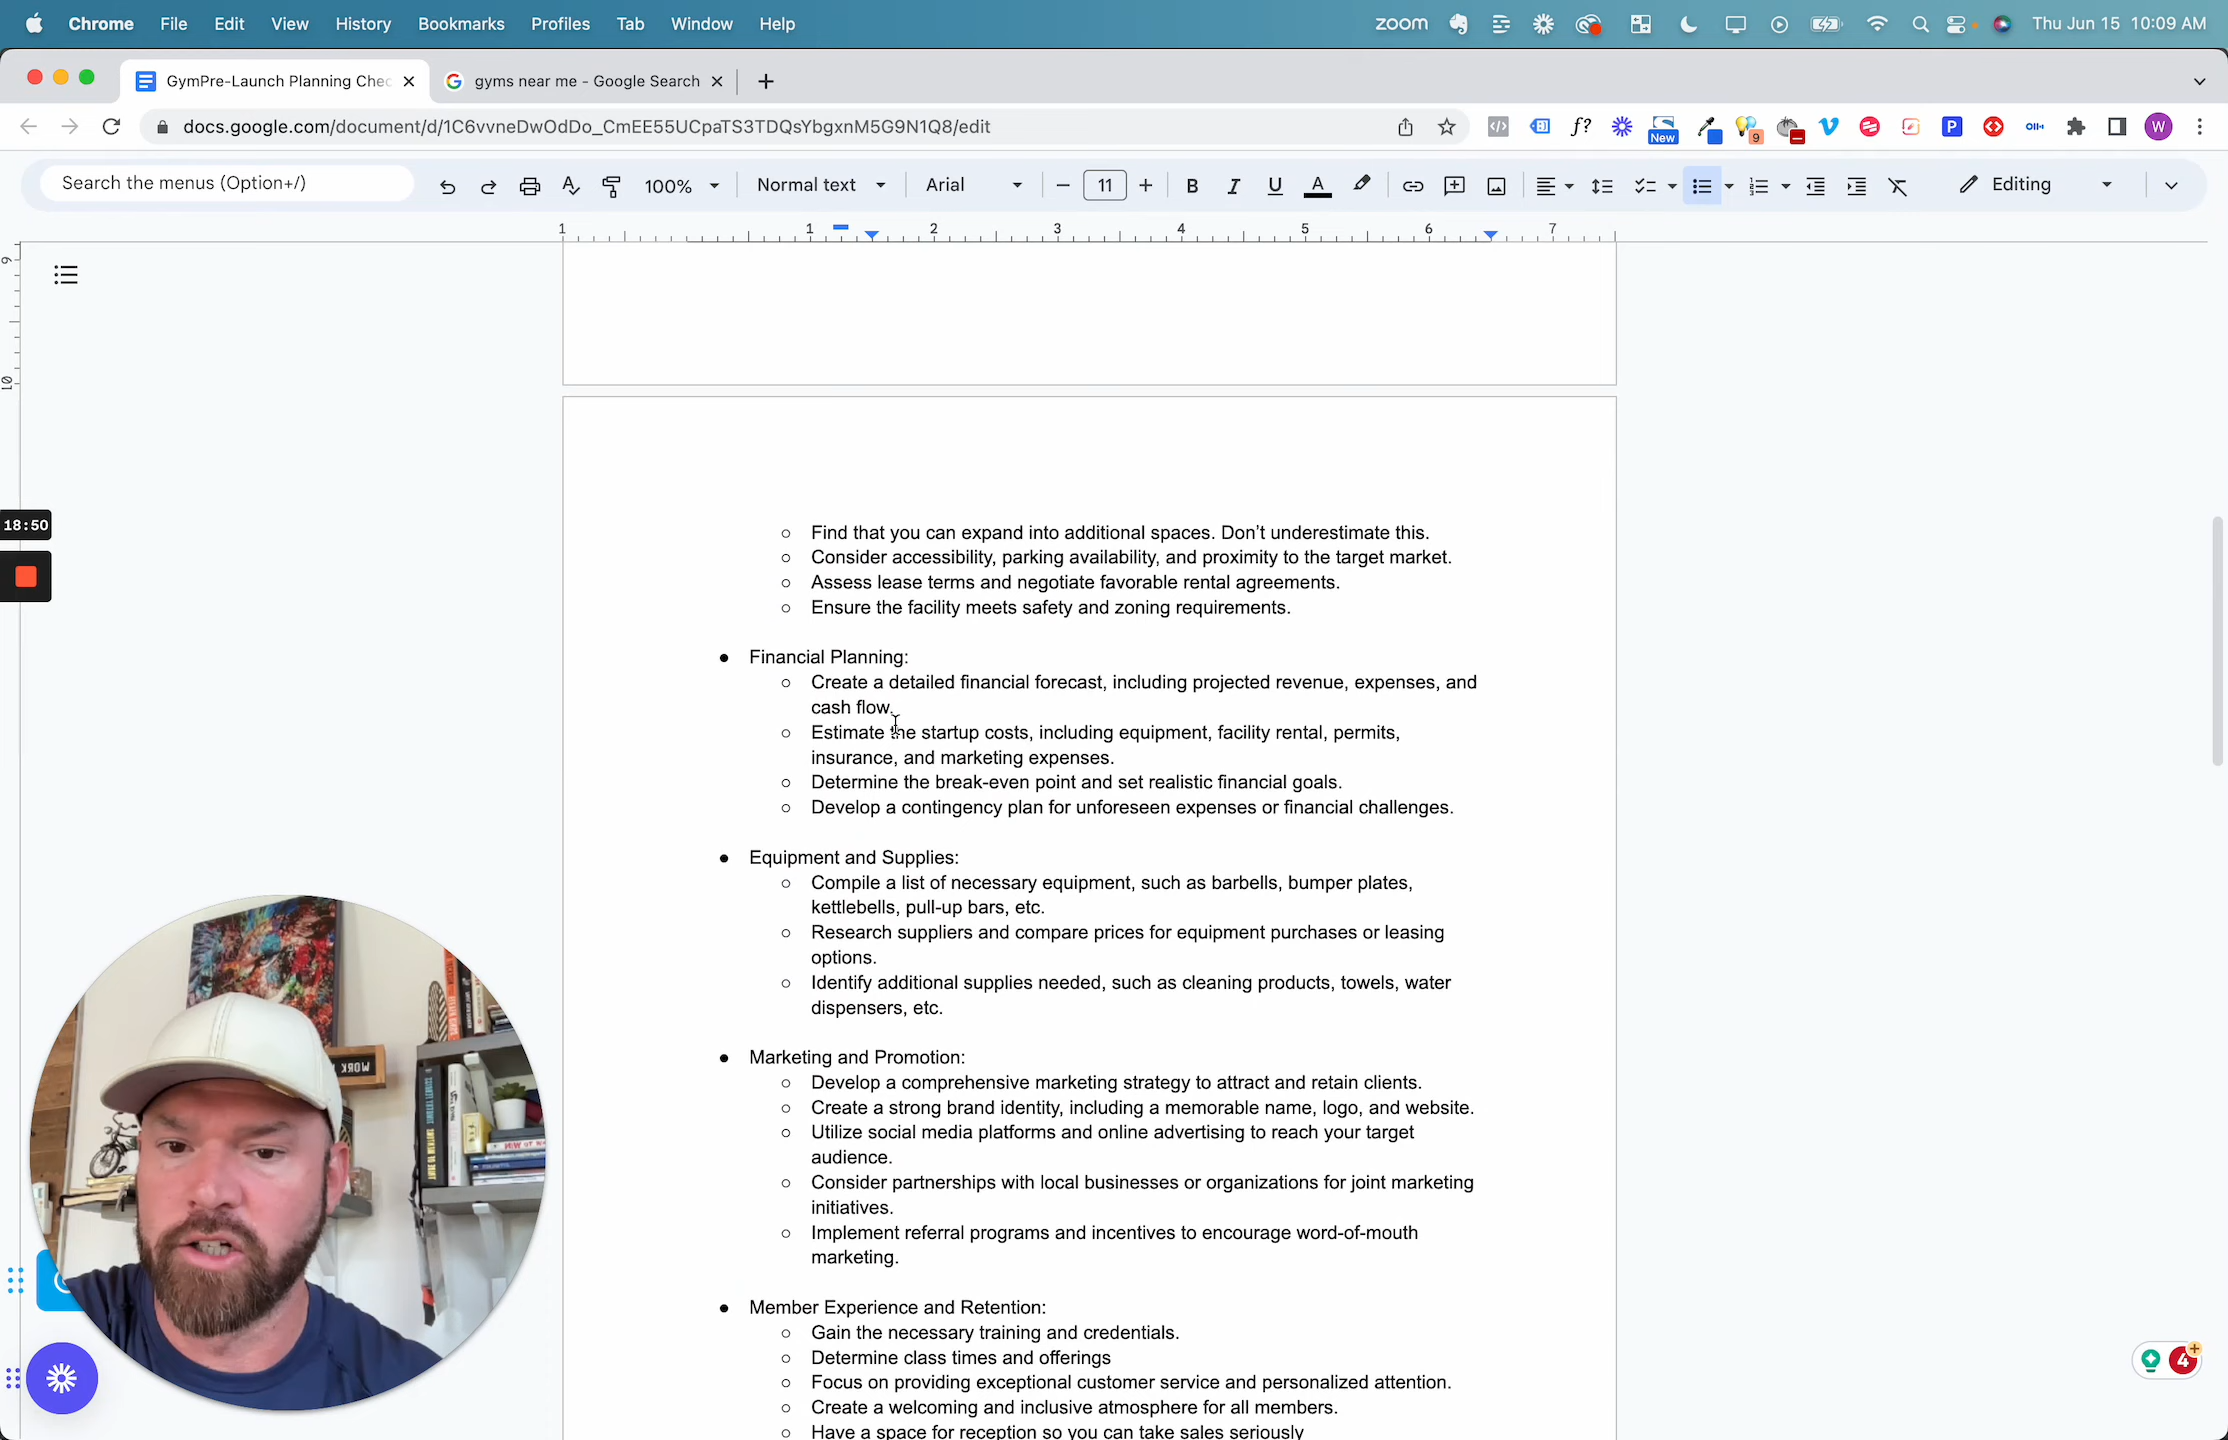 Chrome File Edit View History Bookmarks Profiles Tab Window Help zoom Thu Jun 15 10:09 AM
GymPre-Launch Planning Chec gyms near me - Google Search
docs.google.com/document/d/1C6vvneDwOdDo_CmEE55UCpaTS3TDQsYbgxnM5G9N1Q8/edit f? New 9 P W
Search the menus (Option+/) 100% Normal text Arial 11 B I U A Editing
1 1 2 3 4 5 6 7
9
10
18:50
○ Find that you can expand into additional spaces. Don’t underestimate this.
○ Consider accessibility, parking availability, and proximity to the target market.
○ Assess lease terms and negotiate favorable rental agreements.
○ Ensure the facility meets safety and zoning requirements.
● Financial Planning:
○ Create a detailed financial forecast, including projected revenue, expenses, and
cash flow.
○ Estimate the startup costs, including equipment, facility rental, permits,
insurance, and marketing expenses.
○ Determine the break-even point and set realistic financial goals.
○ Develop a contingency plan for unforeseen expenses or financial challenges.
● Equipment and Supplies:
○ Compile a list of necessary equipment, such as barbells, bumper plates,
kettlebells, pull-up bars, etc.
○ Research suppliers and compare prices for equipment purchases or leasing
options.
○ Identify additional supplies needed, such as cleaning products, towels, water
dispensers, etc.
● Marketing and Promotion:
○ Develop a comprehensive marketing strategy to attract and retain clients.
○ Create a strong brand identity, including a memorable name, logo, and website.
○ Utilize social media platforms and online advertising to reach your target
audience.
○ Consider partnerships with local businesses or organizations for joint marketing
initiatives.
○ Implement referral programs and incentives to encourage word-of-mouth
marketing.
● Member Experience and Retention:
○ Gain the necessary training and credentials.
○ Determine class times and offerings
○ Focus on providing exceptional customer service and personalized attention.
○ Create a welcoming and inclusive atmosphere for all members.
○ Have a space for reception so you can take sales seriously
WORK
4